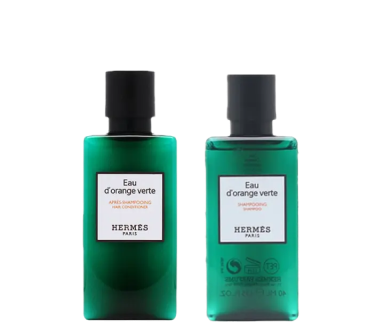 Eau
d'orange verte
APRÈS-SHAMPOOING
HAIR CONDITIONER
HERMÈS
PARIS
Eau
d'orange verte
SHAMPOOING
SHAMPOO
HERMÈS
PARIS